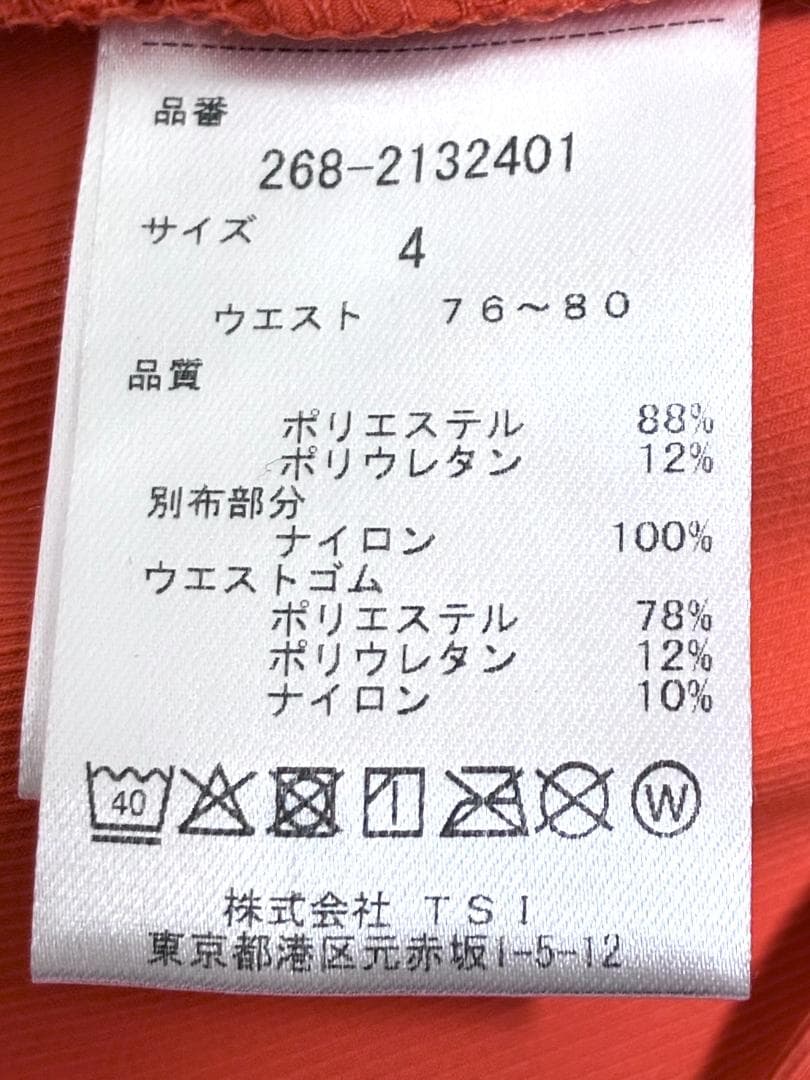 品番
268-2132401
サイズ
4
ウエスト 76～80
品質
ポリエステル 88%
ポリウレタン 12%
別布部分
ナイロン 100%
ウエストゴム
ポリエステル 78%
ポリウレタン 12%
ナイロン 10%
40 W
株式会社 TSI
東京都港区元赤坂1-5-12